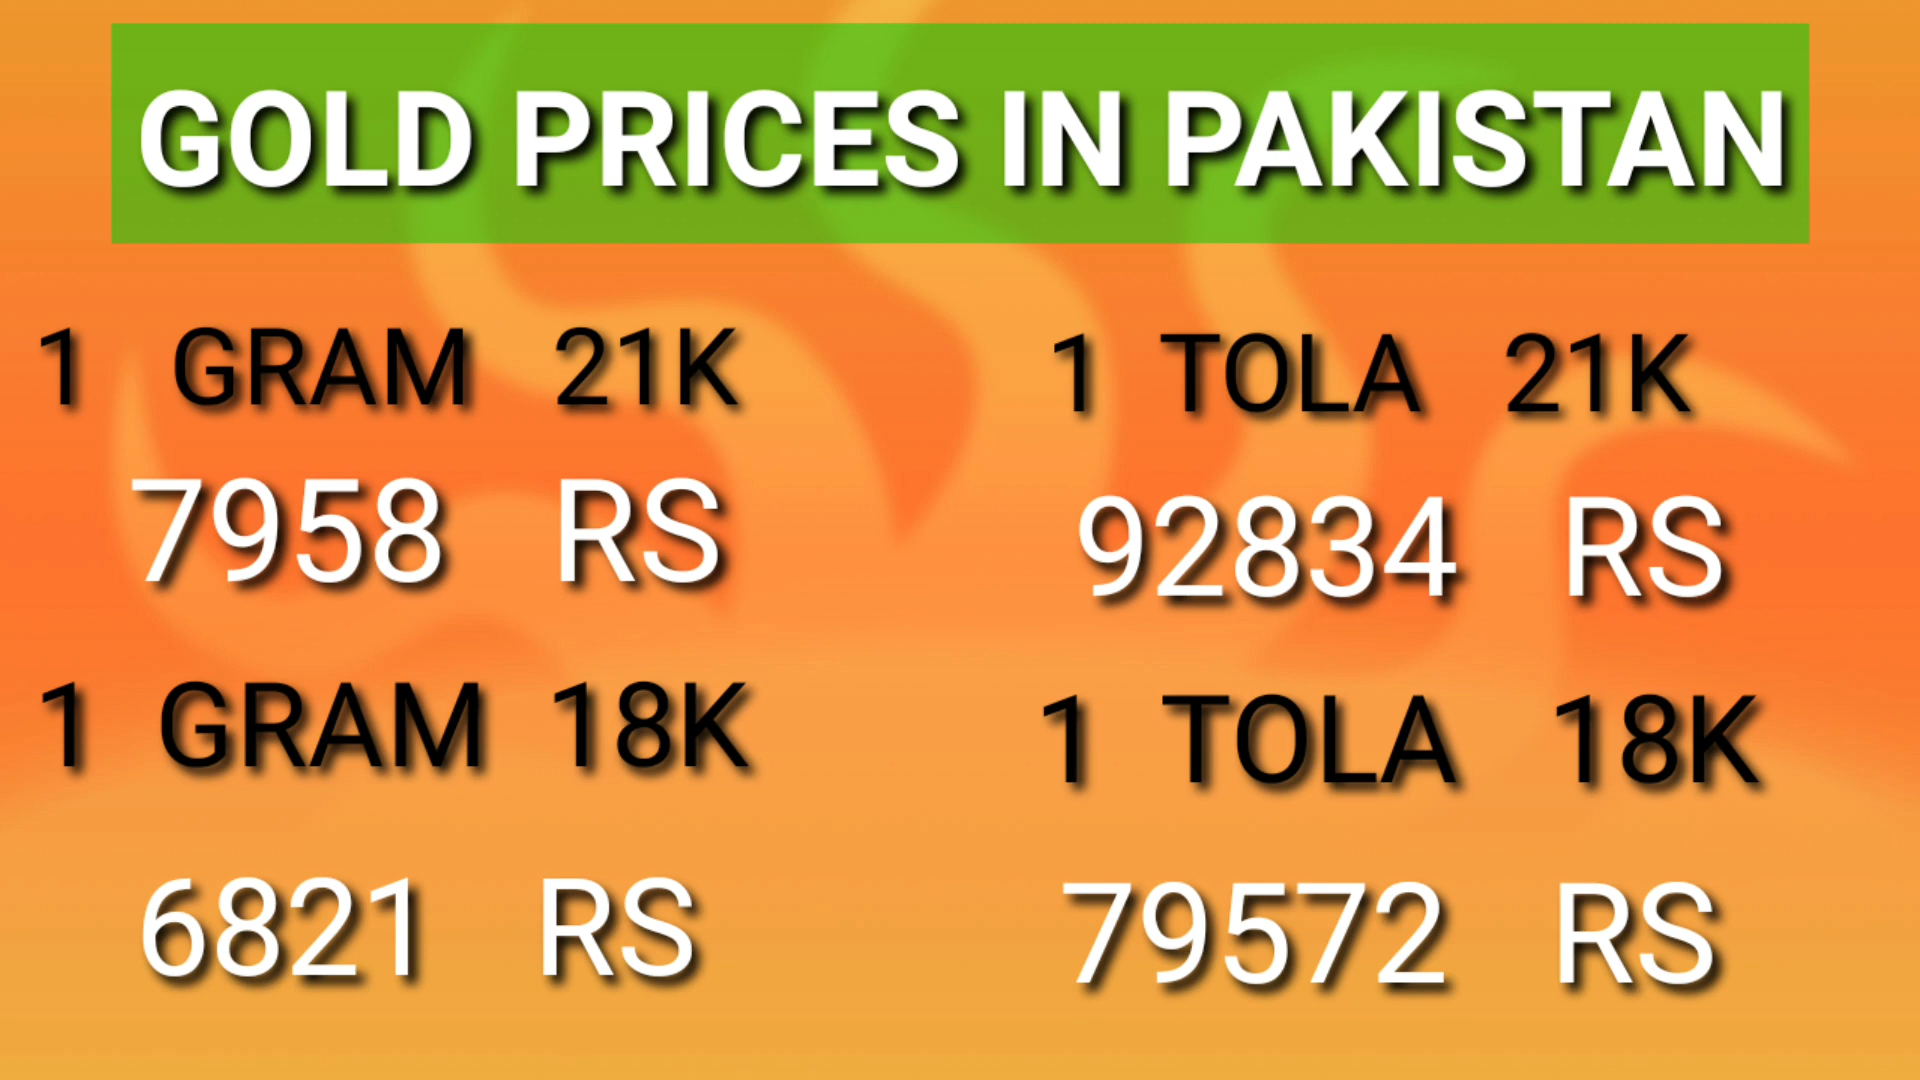 GOLD PRICES IN PAKISTAN
1 GRAM 21K
7958 RS
1 TOLA 21K
92834 RS
1 GRAM 18K
6821 RS
1 TOLA 18K
79572 RS